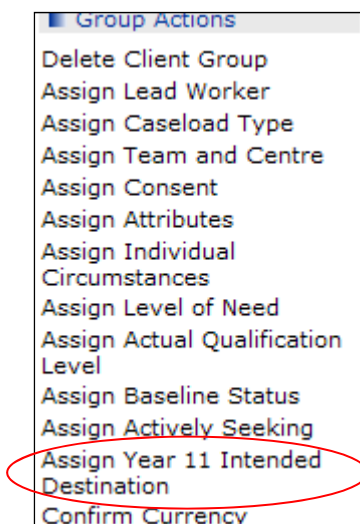 Group Actions
Delete Client Group
Assign Lead Worker
Assign Caseload Type
Assign Team and Centre
Assign Consent
Assign Attributes
Assign Individual
Circumstances
Assign Level of Need
Assign Actual Qualification
Level
Assign Baseline Status
Assign Actively Seeking
Assign Year 11 Intended
Destination
Confirm Currency